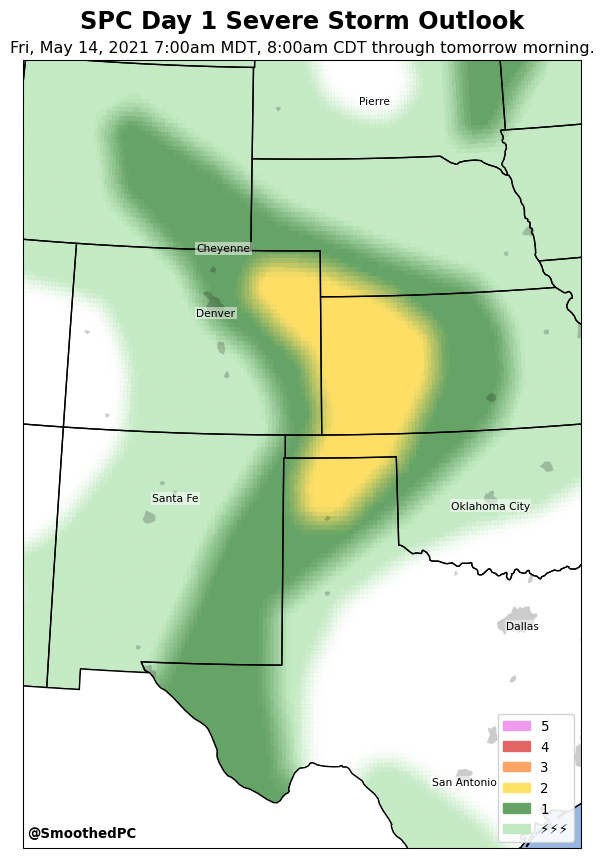 SPC Day 1 Severe Storm Outlook
Fri, May 14, 2021 7:00am MDT, 8:00am CDT through tomorrow morning.
Pierre
Cheyenne
Denver
Santa Fe
Oklahoma City
Dallas
San Antonio
5
4
3
2
1
⚡⚡⚡
@SmoothedPC